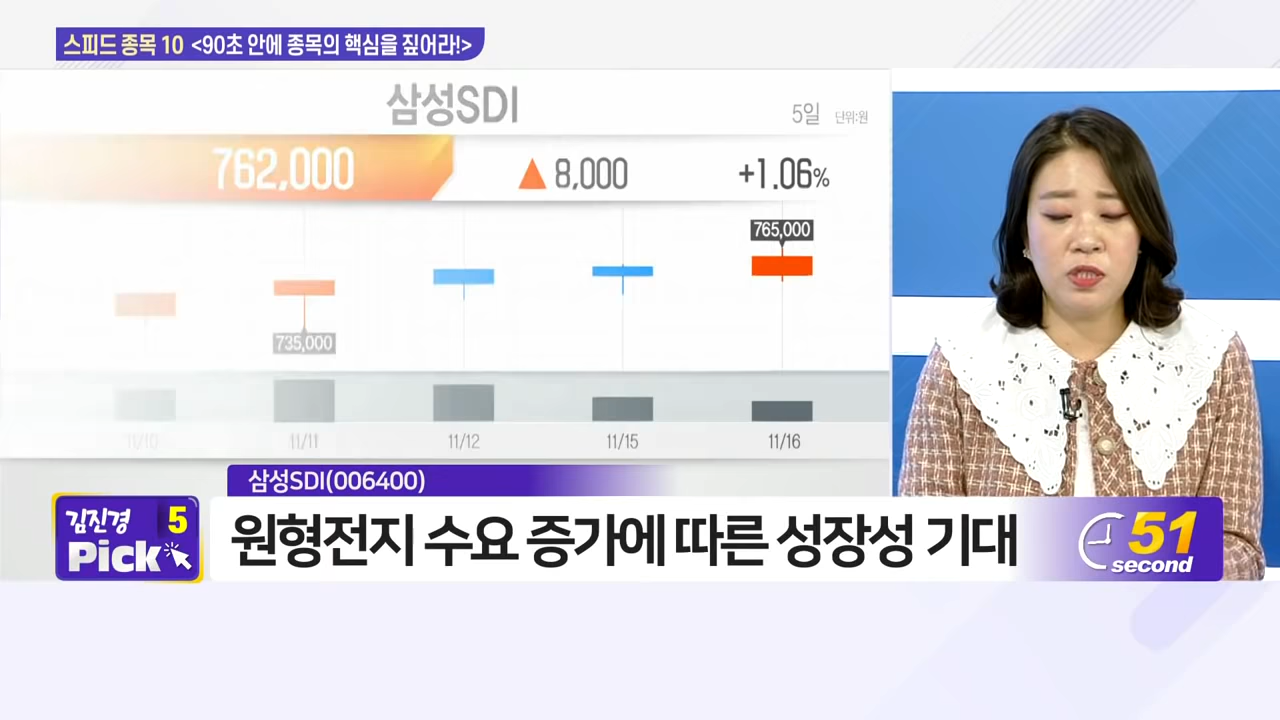 스피드 종목 10 <90초 안에 종목의 핵심을 짚어라!>
삼성SDI
5일 단위:원
762,000 ▲ 8,000 +1.06%
765,000
735,000
11/10 11/11 11/12 11/15 11/16
삼성SDI(006400)
김진경 5
Pick
원형전지 수요 증가에 따른 성장성 기대
51
second